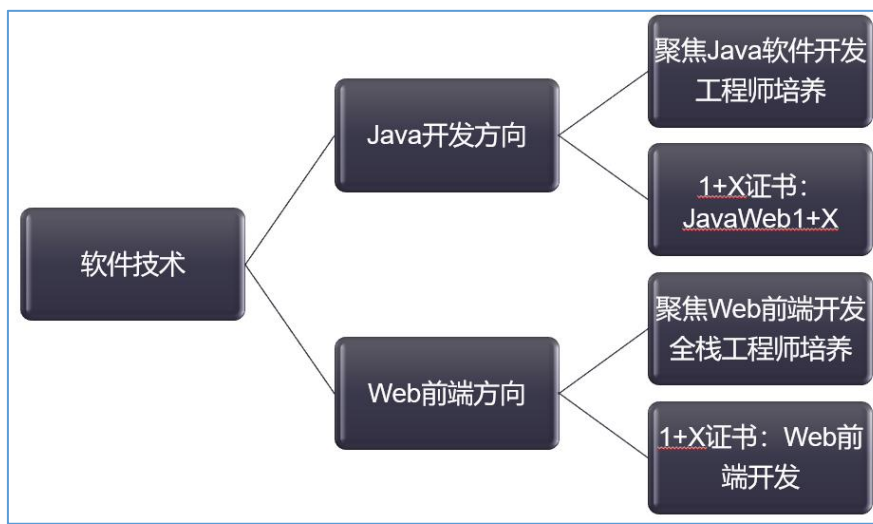 软件技术
Java开发方向
聚焦Java软件开发
工程师培养
1+X证书：
JavaWeb1+X
Web前端方向
聚焦Web前端开发
全栈工程师培养
1+X证书：Web前
端开发